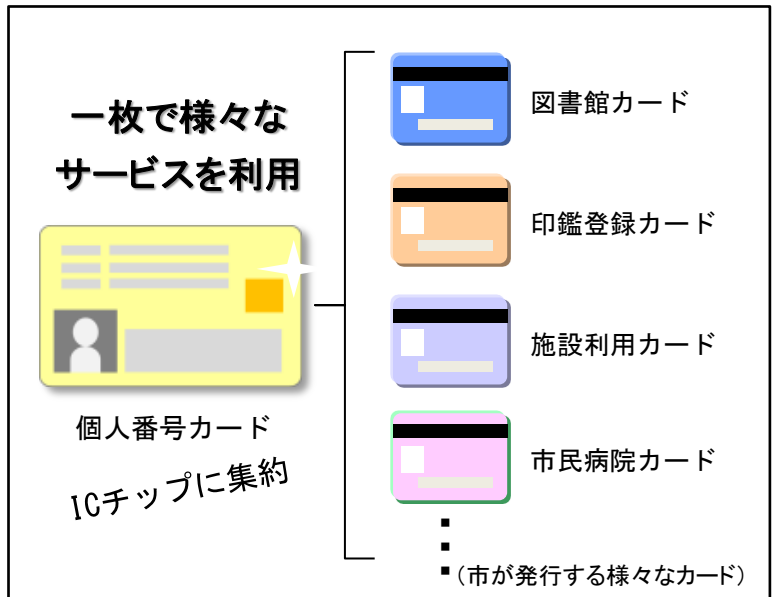 一枚で様々な
サービスを利用
個人番号カード
ICチップに集約
図書館カード
印鑑登録カード
施設利用カード
市民病院カード
（市が発行する様々なカード）